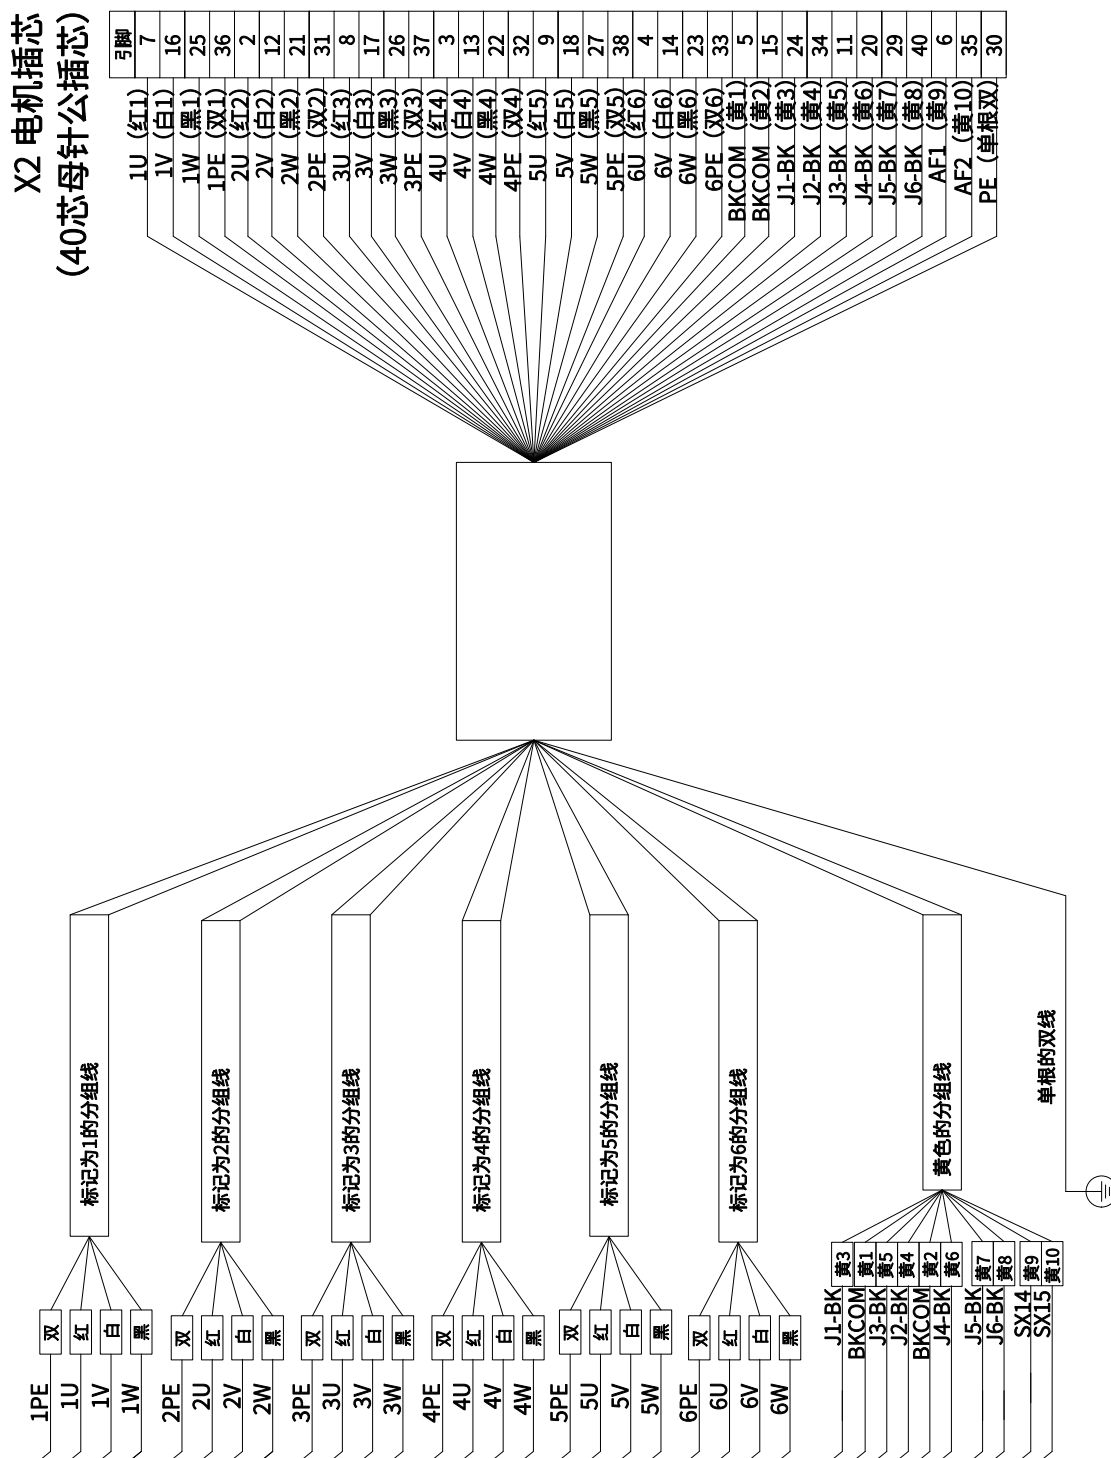 X2 电机插芯
(40芯母针公插芯)
引脚
7
16
25
36
2
12
21
31
8
17
26
37
3
13
22
32
9
18
27
38
4
14
23
33
5
15
24
34
11
20
29
40
6
35
30
1U (红1)
1V (白1)
1W (黑1)
1PE (双1)
2U (红2)
2V (白2)
2W (黑2)
2PE (双2)
3U (红3)
3V (白3)
3W (黑3)
3PE (双3)
4U (红4)
4V (白4)
4W (黑4)
4PE (双4)
5U (红5)
5V (白5)
5W (黑5)
5PE (双5)
6U (红6)
6V (白6)
6W (黑6)
6PE (双6)
BKCOM (黄1)
BKCOM (黄2)
J1-BK (黄3)
J2-BK (黄4)
J3-BK (黄5)
J4-BK (黄6)
J5-BK (黄7)
J6-BK (黄8)
AF1 (黄9)
AF2 (黄10)
PE (单根双)
标记为1的分组线
标记为2的分组线
标记为3的分组线
标记为4的分组线
标记为5的分组线
标记为6的分组线
黄色的分组线
单根的双线
双
红
白
黑
双
红
白
黑
双
红
白
黑
双
红
白
黑
双
红
白
黑
双
红
白
黑
黄3
黄1
黄5
黄4
黄2
黄6
黄7
黄8
黄9
黄10
1PE
1U
1V
1W
2PE
2U
2V
2W
3PE
3U
3V
3W
4PE
4U
4V
4W
5PE
5U
5V
5W
6PE
6U
6V
6W
J1-BK
BKCOM
J3-BK
J2-BK
BKCOM
J4-BK
J5-BK
J6-BK
SX14
SX15